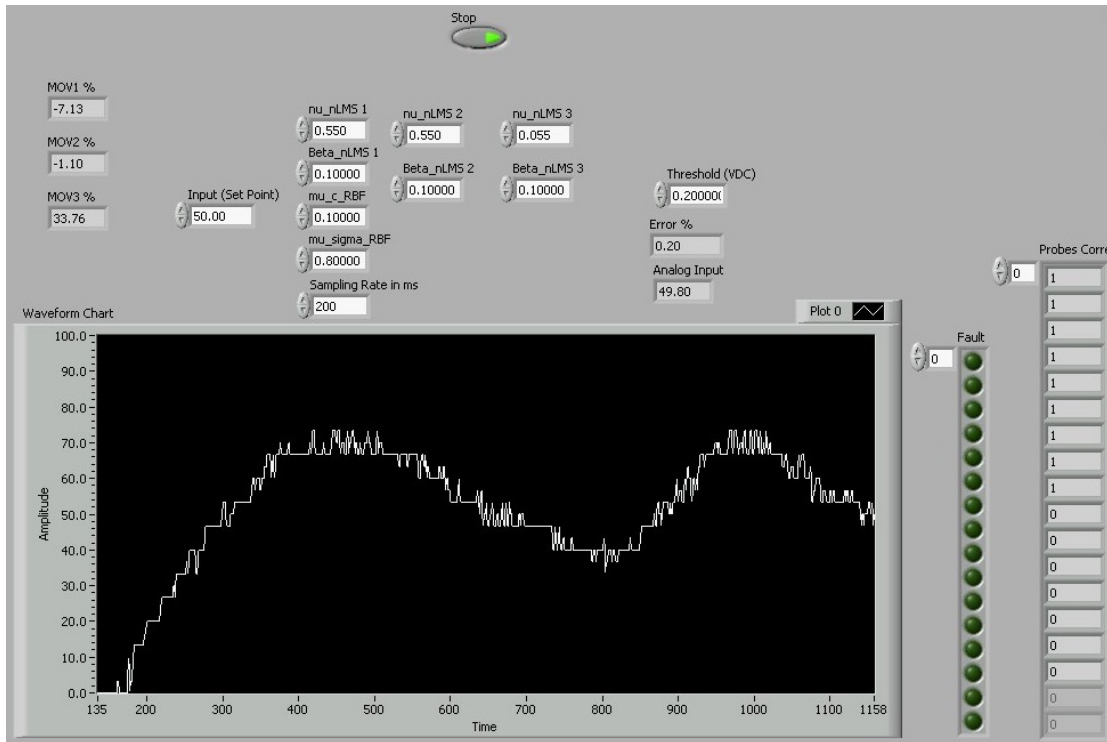 Stop
MOV1 %
-7.13
MOV2 %
-1.10
MOV3 %
33.76
Input (Set Point)
50.00
nu_nLMS 1
0.550
Beta_nLMS 1
0.10000
mu_c_RBF
0.10000
mu_sigma_RBF
0.80000
Sampling Rate in ms
200
nu_nLMS 2
0.550
Beta_nLMS 2
0.10000
nu_nLMS 3
0.055
Beta_nLMS 3
0.10000
Threshold (VDC)
0.20000(
Error %
0.20
Analog Input
49.80
Waveform Chart
Plot 0
100.0
90.0
80.0
70.0
60.0
50.0
40.0
30.0
20.0
10.0
0.0
Amplitude
135 200 300 400 500 600 700 800 900 1000 1100 1158
Time
Fault
0
Probes Corre
0
1
1
1
1
1
1
1
1
1
0
0
0
0
0
0
0
0
0